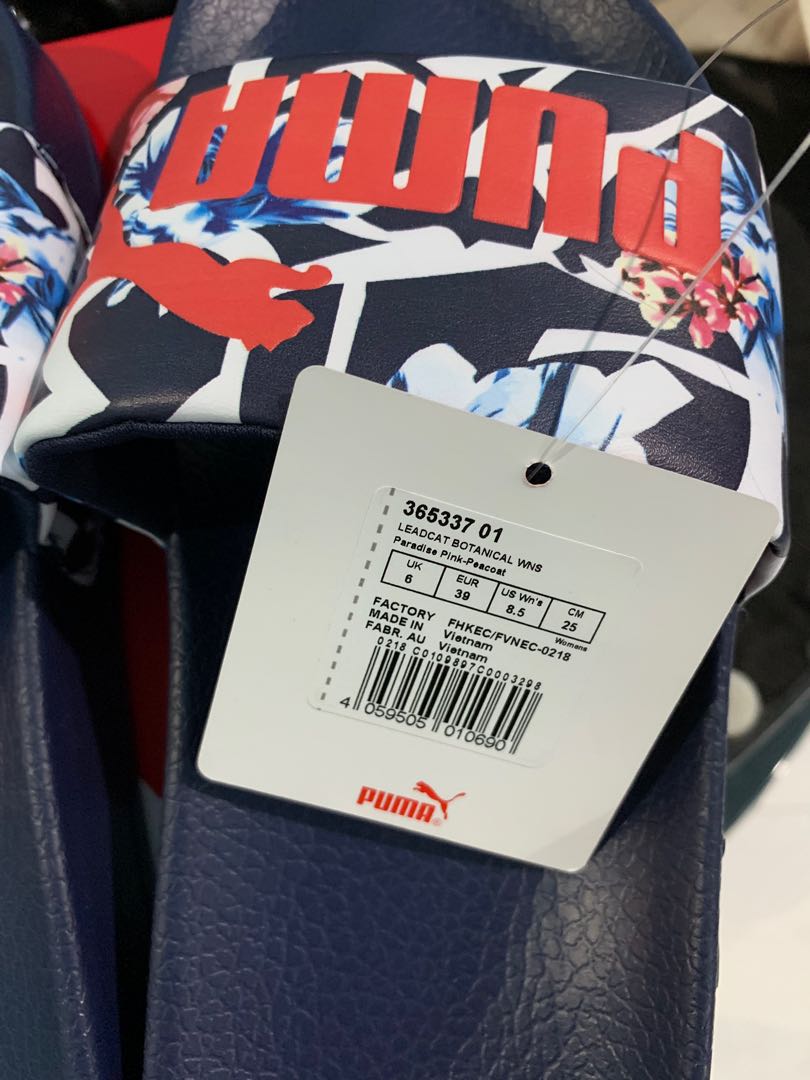 PUMA
365337 01
LEADCAT BOTANICAL WNS
Paradise Pink-Peacoat
UK EUR US Wn's CM
6 39 8.5 25
Womens
FACTORY FHKEC/FVNEC-0218
MADE IN Vietnam
FABR. AU Vietnam
0218 C0109897C0003298
4 059505 010690
PUMA®